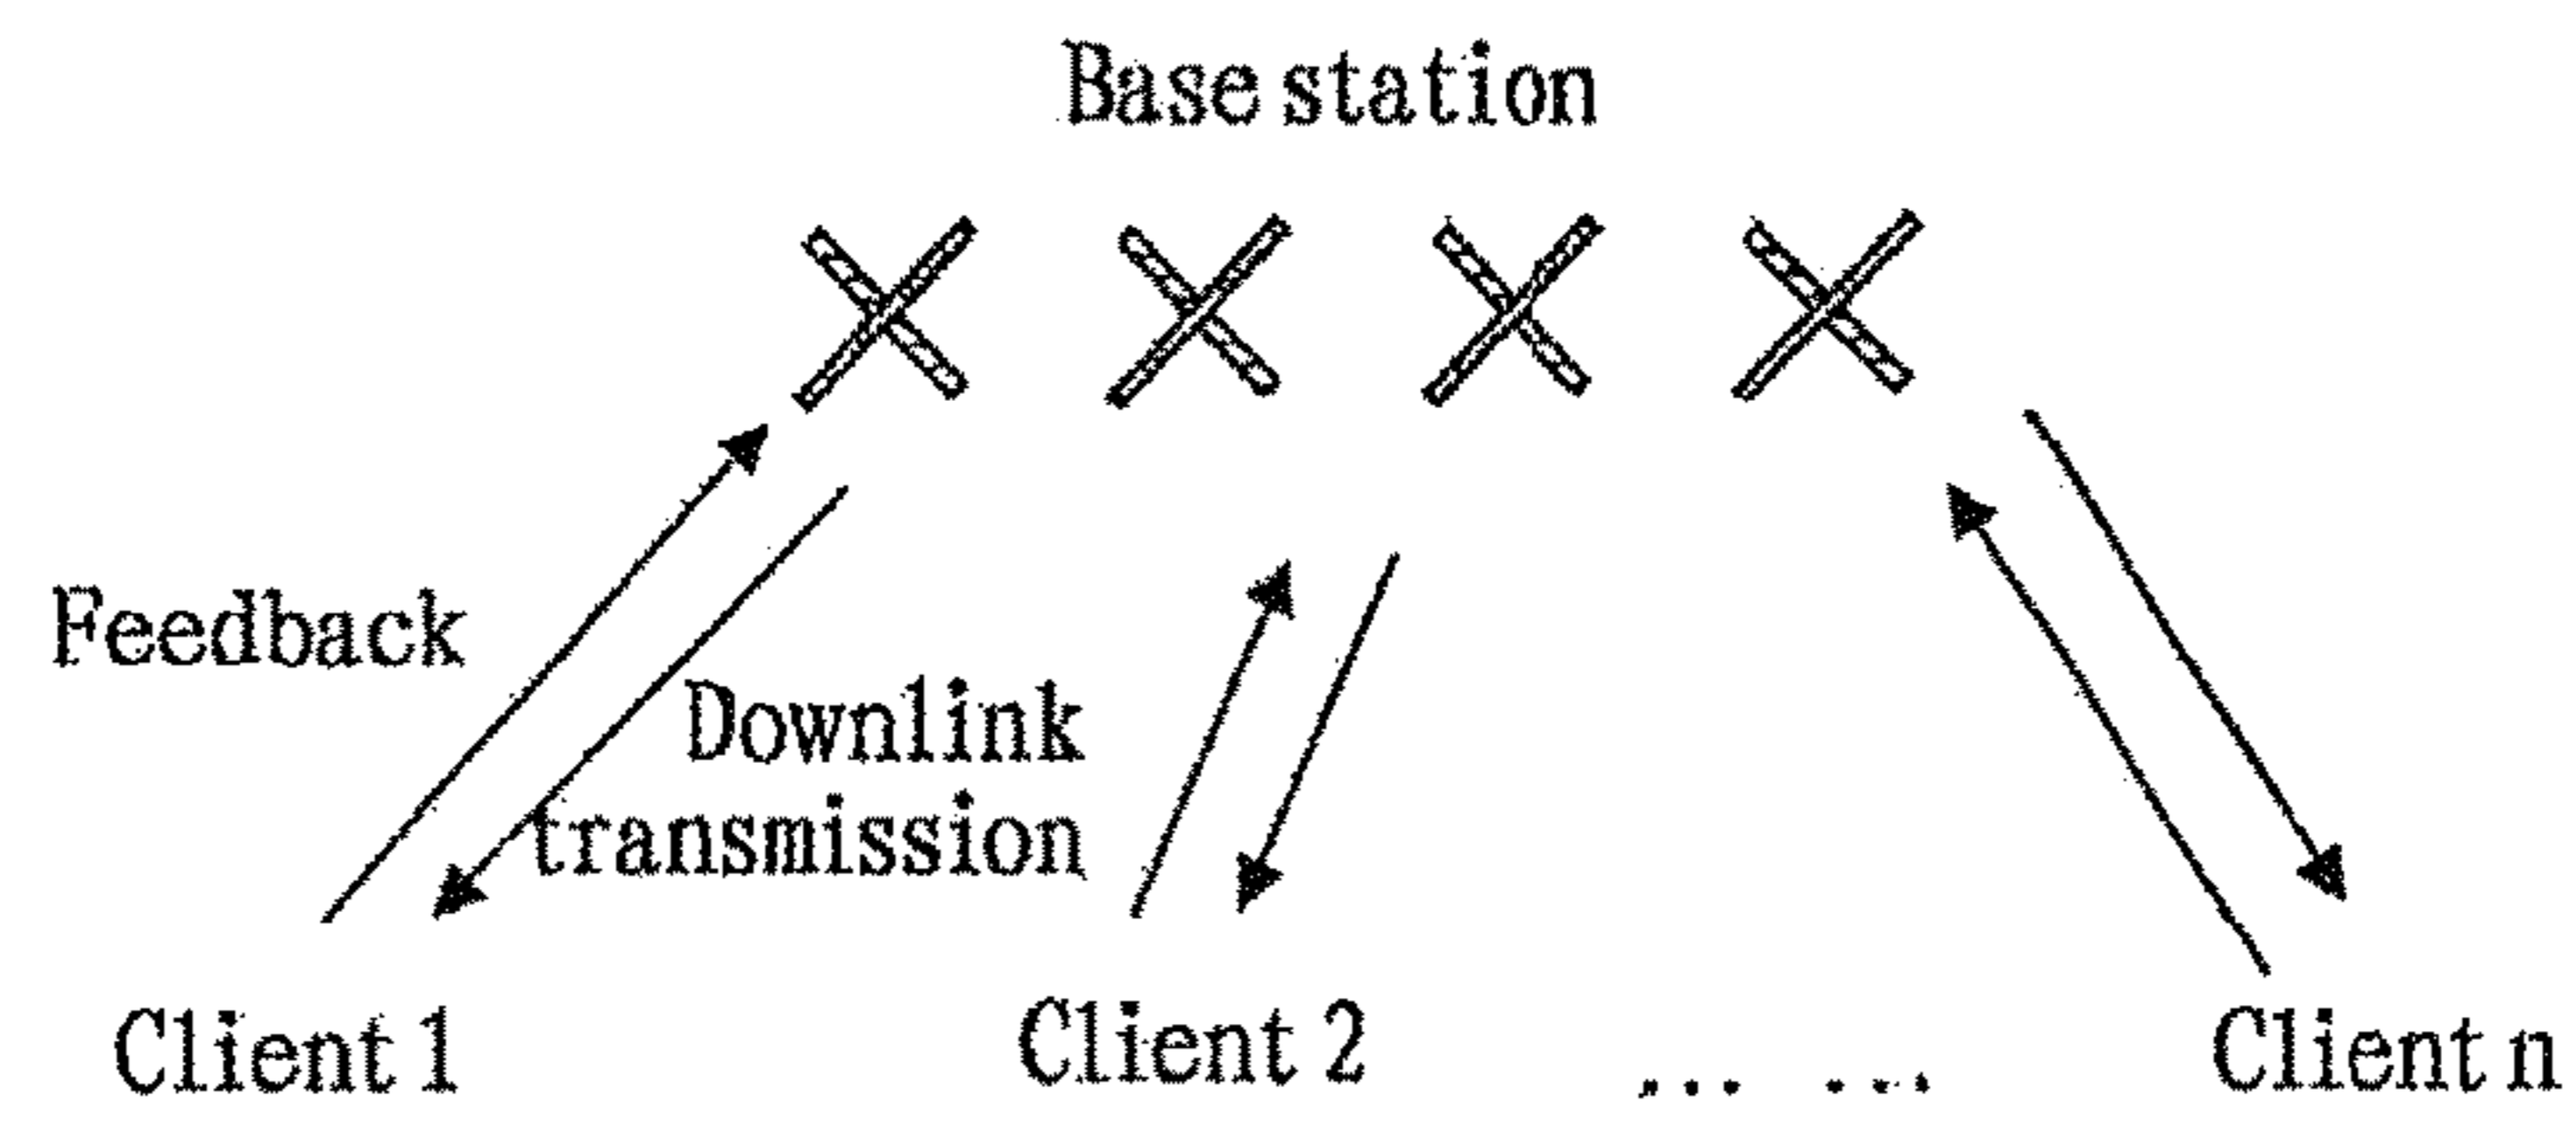 Base station
Feedback
Downlink
transmission
Client 1
Client 2
... ...
Client n